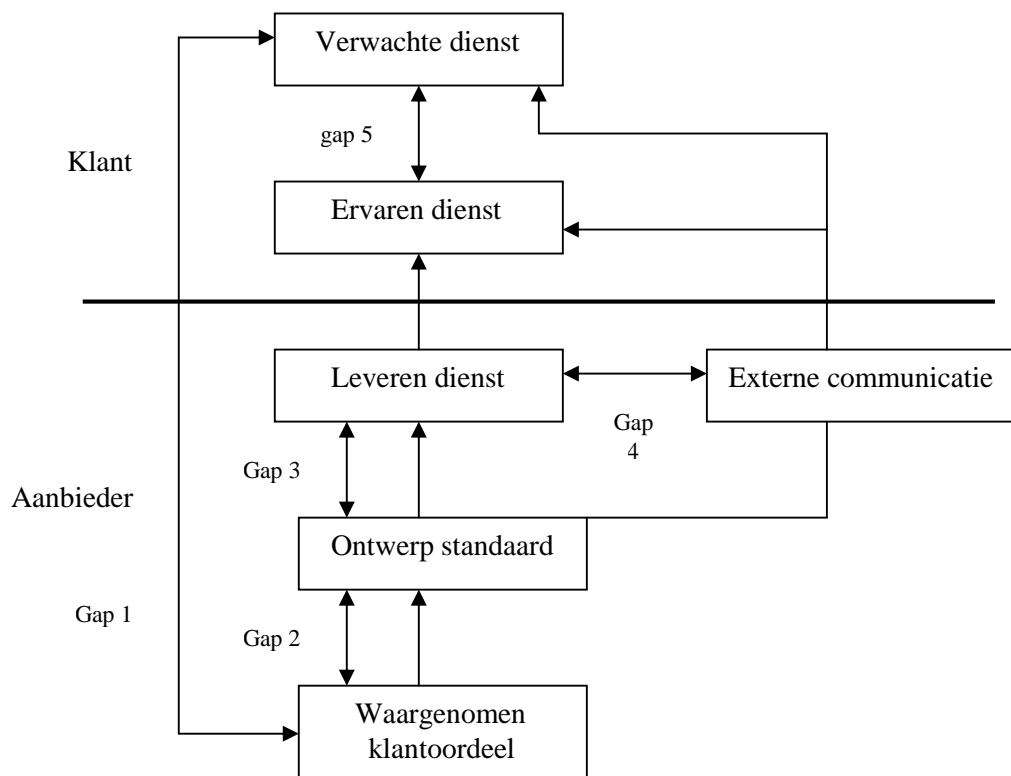 Verwachte dienst
gap 5
Klant
Ervaren dienst
Leveren dienst
Externe communicatie
Gap
4
Gap 3
Aanbieder
Ontwerp standaard
Gap 1
Gap 2
Waargenomen
klantoordeel